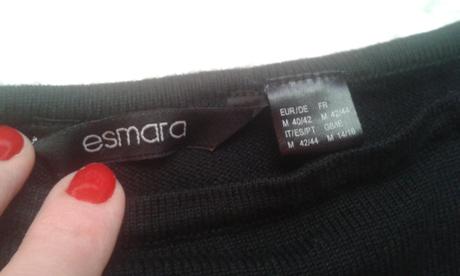 esmara
EUR/DE FR
M 40/42 M 42/44
IT/ES/PT GB/IE
M 42/44 M 14/16